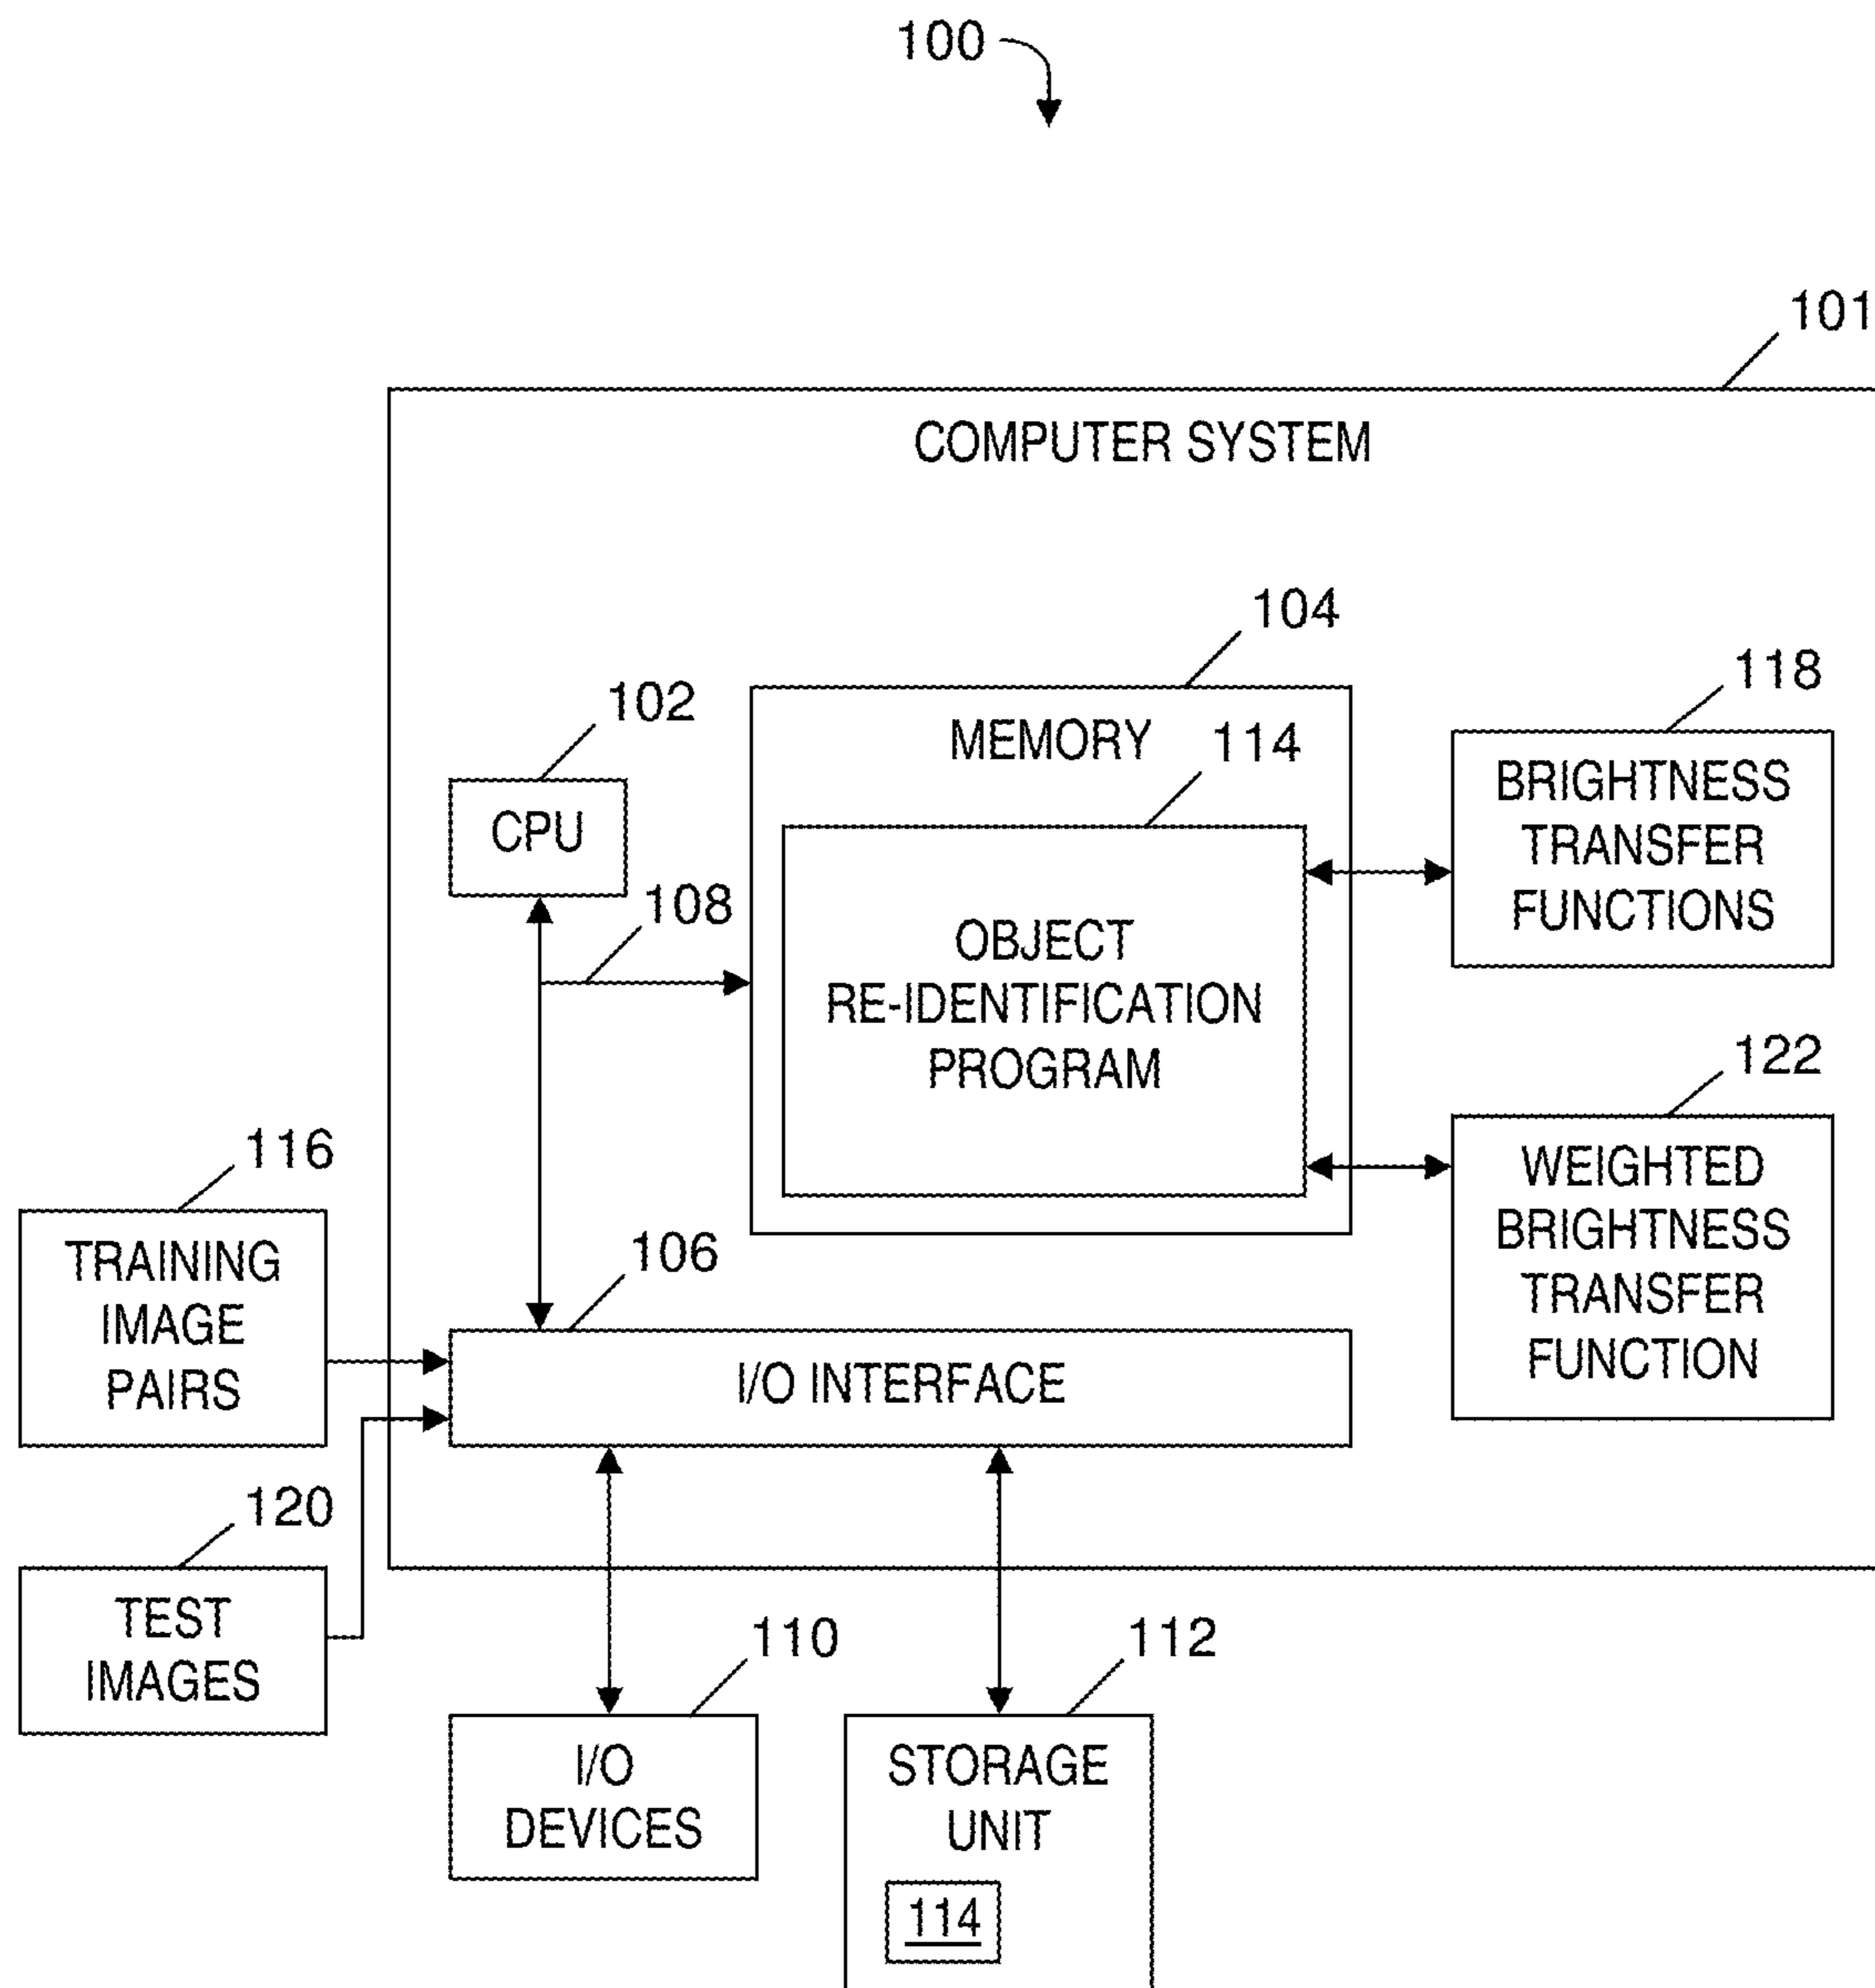 100
101
COMPUTER SYSTEM
104
118
102
MEMORY
114
CPU
BRIGHTNESS
TRANSFER
FUNCTIONS
108
OBJECT
RE-IDENTIFICATION
PROGRAM
122
116
WEIGHTED
BRIGHTNESS
TRANSFER
FUNCTION
TRAINING
IMAGE
PAIRS
106
I/O INTERFACE
120
TEST
IMAGES
110
112
I/O
DEVICES
STORAGE
UNIT
114